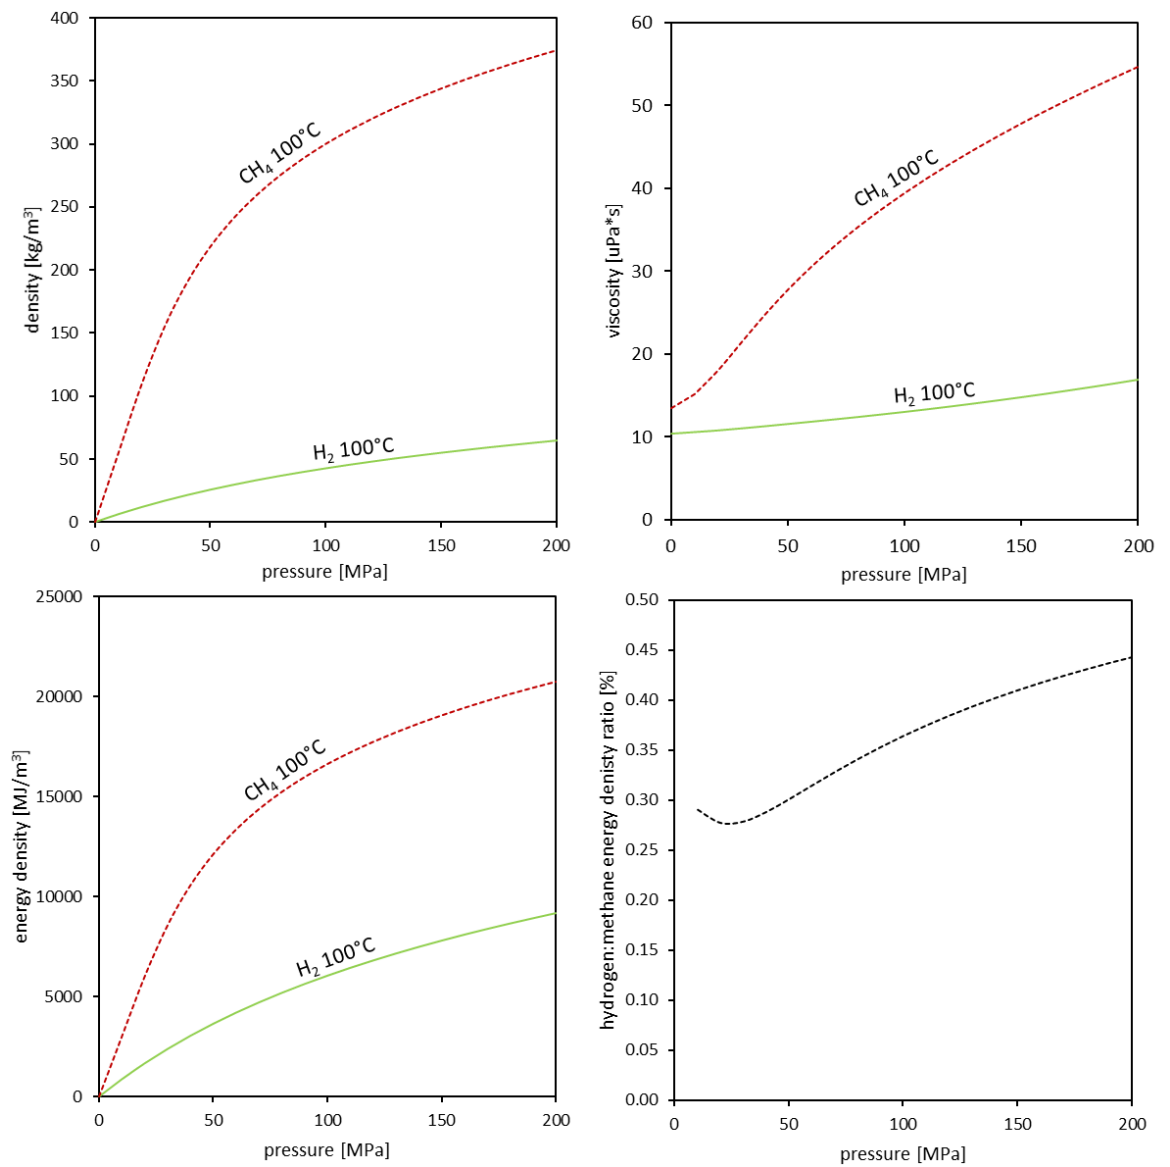 400
350
300
250
200
150
100
50
0
density [kg/m³]
CH₄ 100°C
H₂ 100°C
0 50 100 150 200
pressure [MPa]
60
50
40
30
20
10
0
viscosity [uPa*s]
CH₄ 100°C
H₂ 100°C
0 50 100 150 200
pressure [MPa]
25000
20000
15000
10000
5000
0
energy density [MJ/m³]
CH₄ 100°C
H₂ 100°C
0 50 100 150 200
pressure [MPa]
0.50
0.45
0.40
0.35
0.30
0.25
0.20
0.15
0.10
0.05
0.00
hydrogen:methane energy denisty ratio [%]
0 50 100 150 200
pressure [MPa]